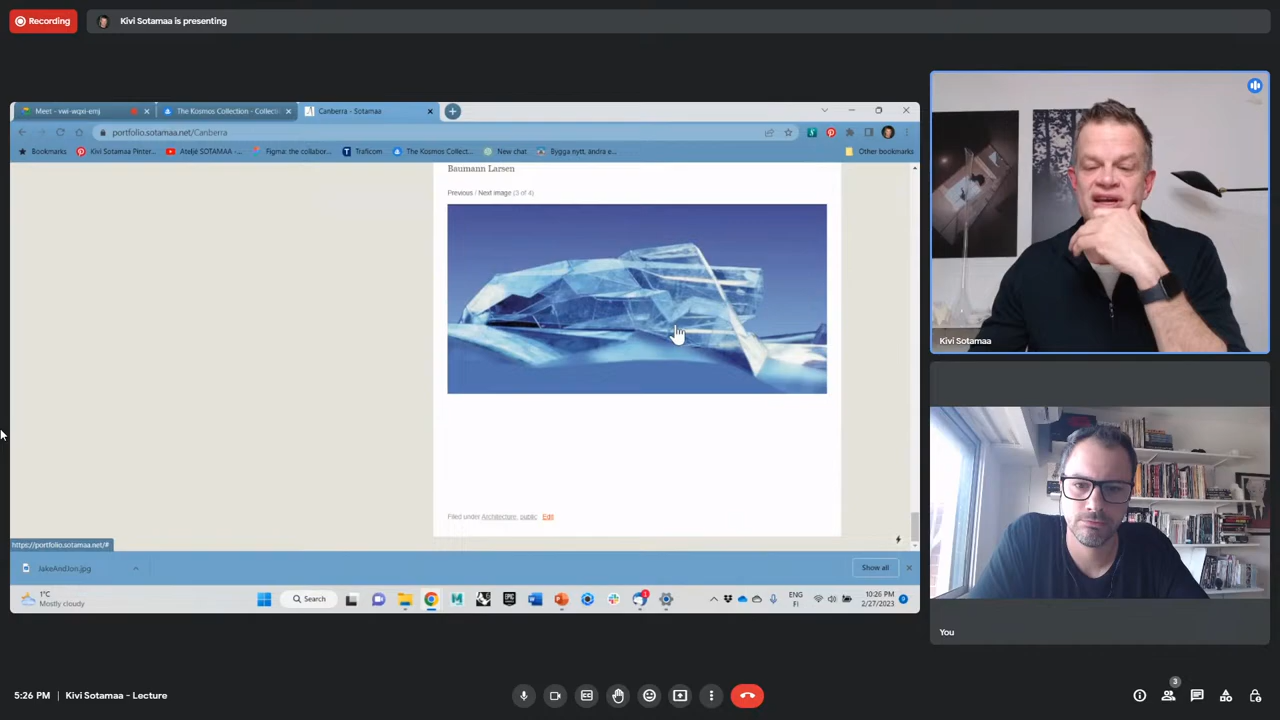 Recording
Kivi Sotamaa is presenting
Meet - vwi-wqxi-emj
The Kosmos Collection - Collecti
Canberra - Sotamaa
portfolio.sotamaa.net/Canberra
Bookmarks
Kivi Sotamaa Pinter...
Ateljé SOTAMAA -...
Figma: the collabor...
Traficom
The Kosmos Collect...
New chat
Bygga nytt, ändra e...
Other bookmarks
Baumann Larsen
Previous / Next image (3 of 4)
Filed under Architecture, public Edit
https://portfolio.sotamaa.net/#
JakeAndJon.jpg
Show all
1°C
Mostly cloudy
Search
ENG
FI
10:26 PM
2/27/2023
Kivi Sotamaa
You
5:26 PM | Kivi Sotamaa - Lecture
3